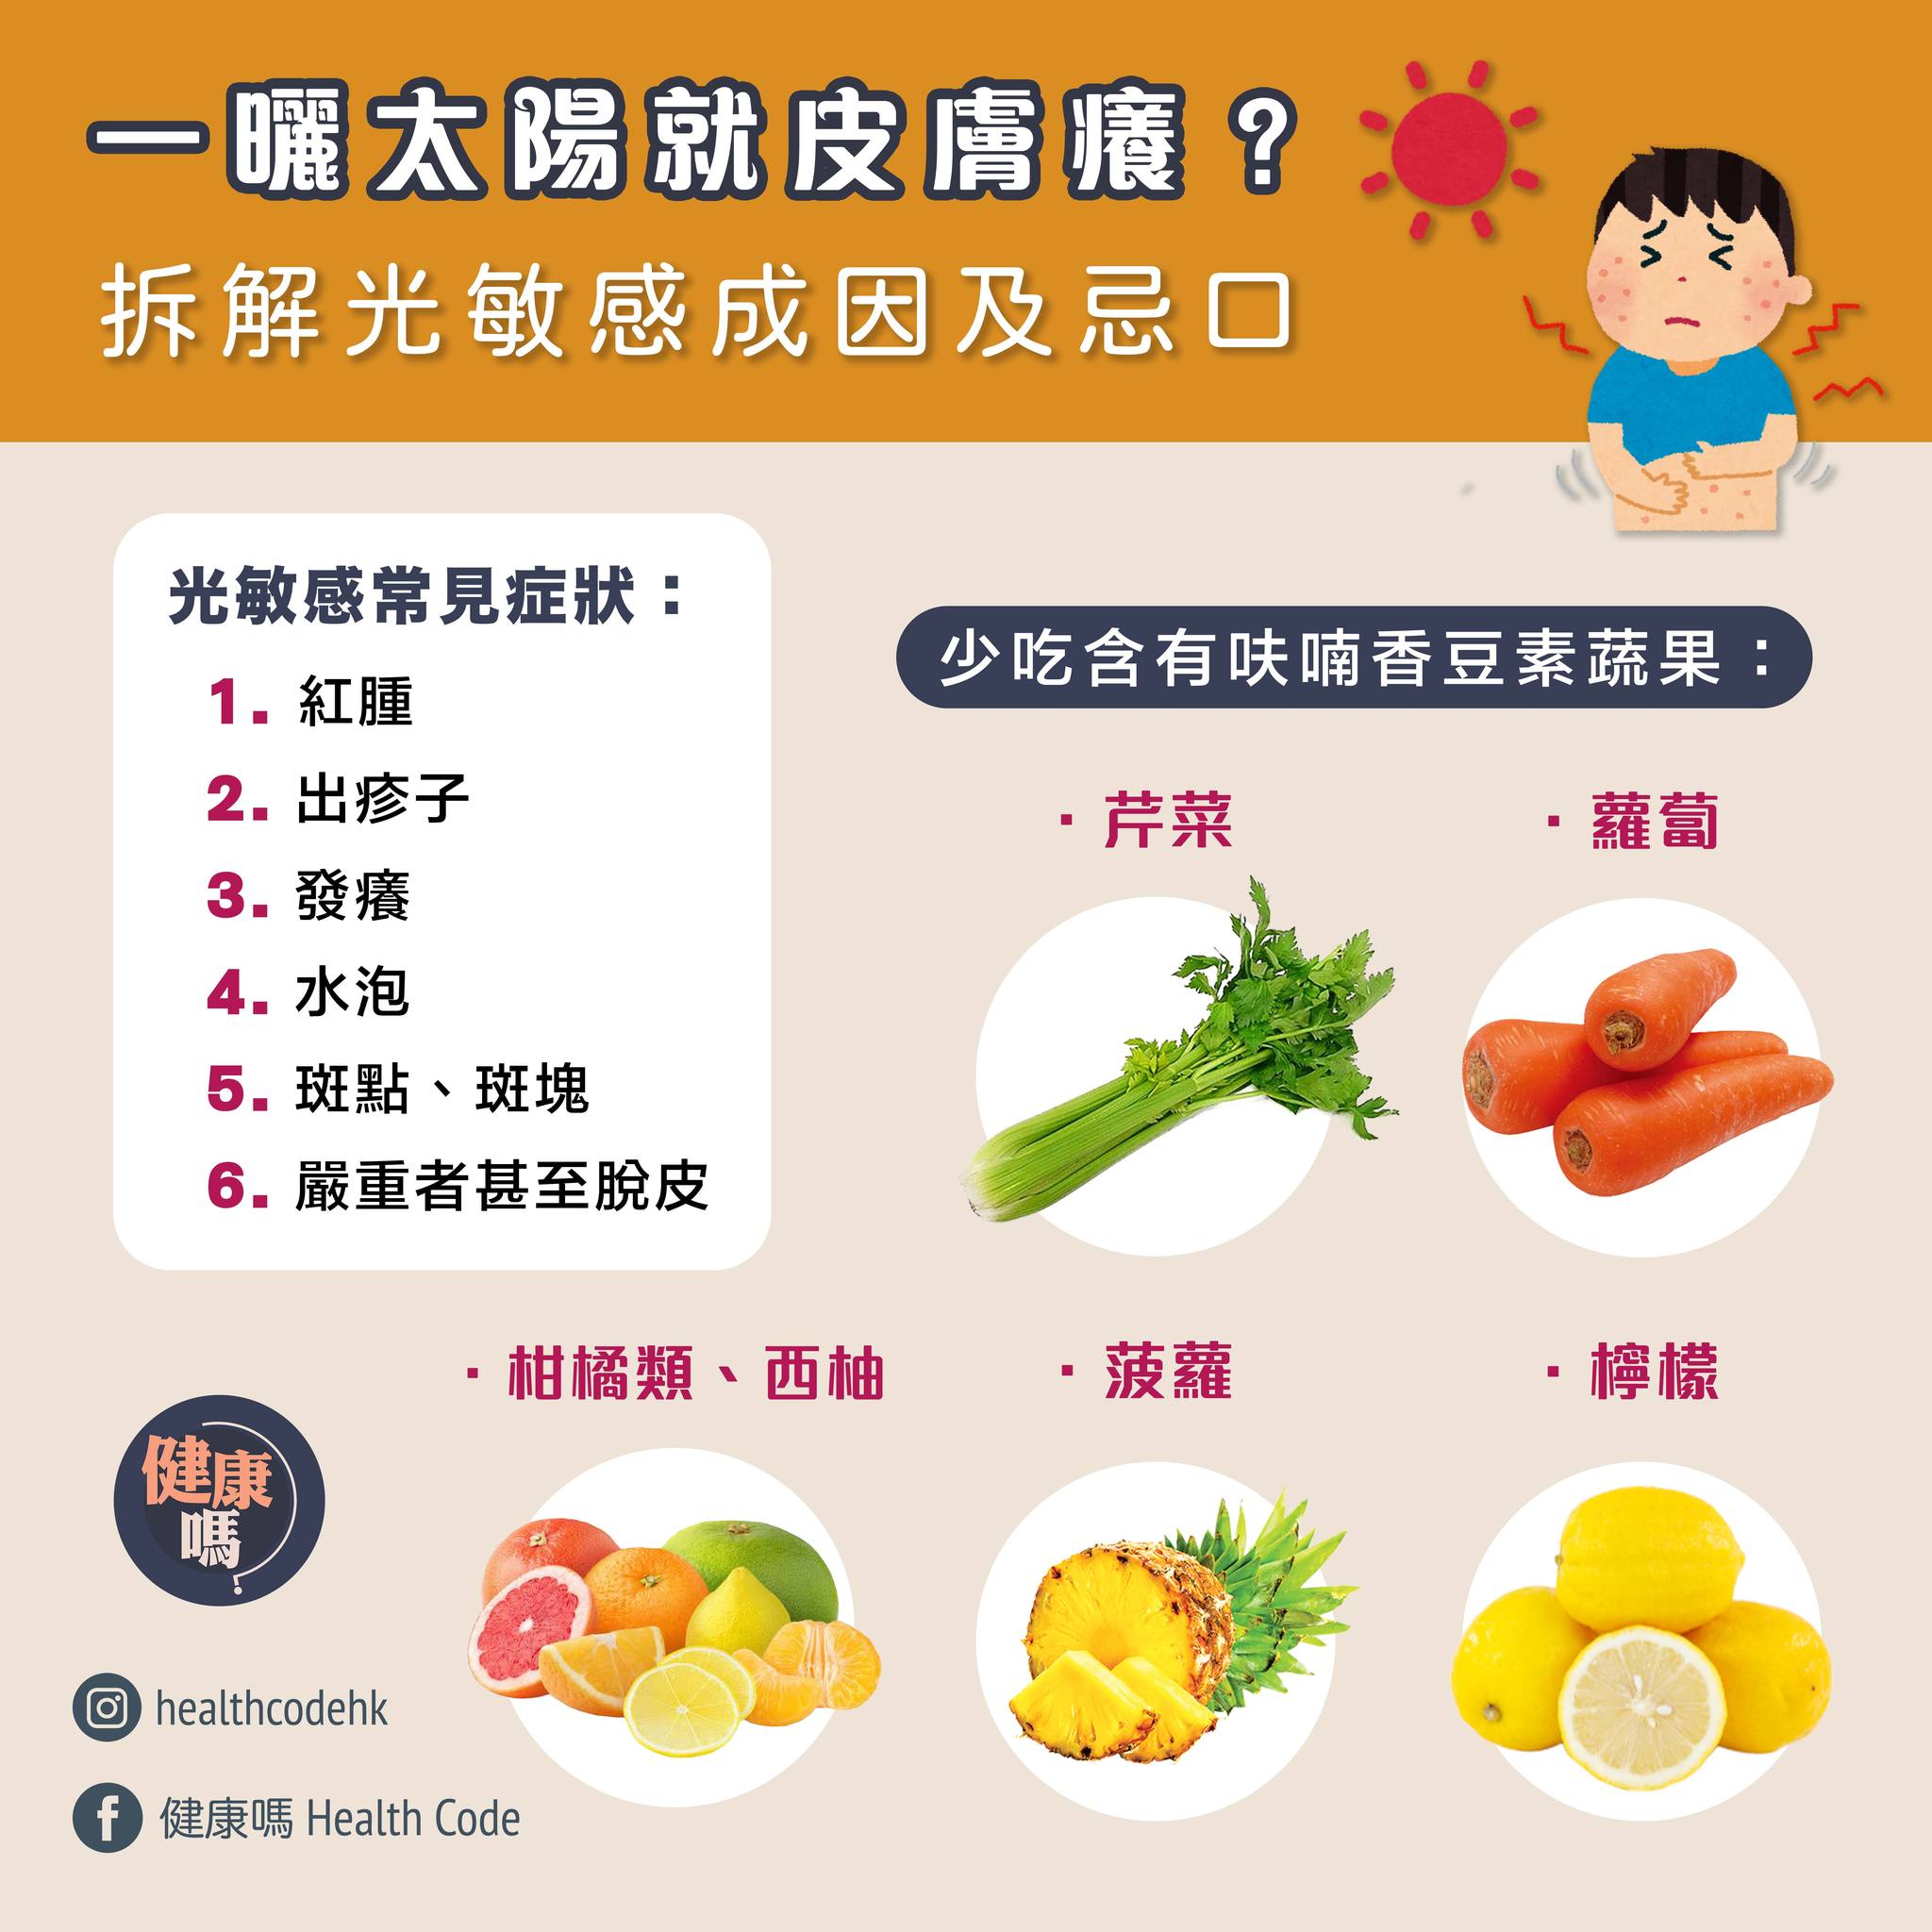 一曬太陽就皮膚癢？
拆解光敏感成因及忌口
光敏感常見症狀：
1. 紅腫
2. 出疹子
3. 發癢
4. 水泡
5. 斑點、斑塊
6. 嚴重者甚至脫皮
少吃含有呋喃香豆素蔬果：
· 芹菜
· 蘿蔔
· 柑橘類、西柚
· 菠蘿
· 檸檬
健康
嗎?
healthcodehk
健康嗎 Health Code